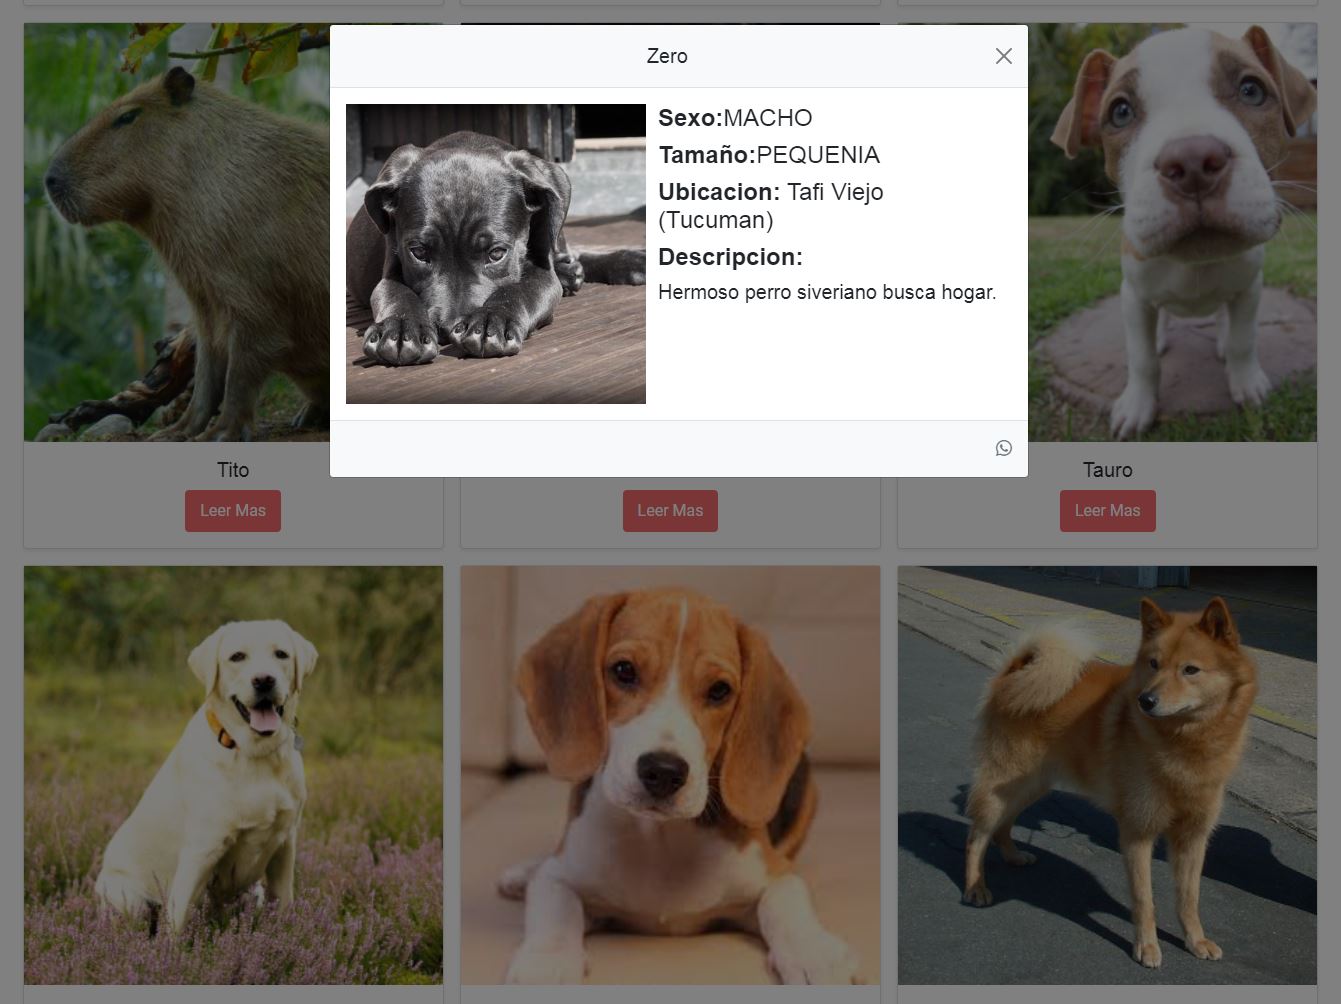 Zero
Sexo:MACHO
Tamaño:PEQUENIA
Ubicacion: Tafi Viejo
(Tucuman)
Descripcion:
Hermoso perro siveriano busca hogar.
Tito
Tauro
Leer Mas
Leer Mas
Leer Mas